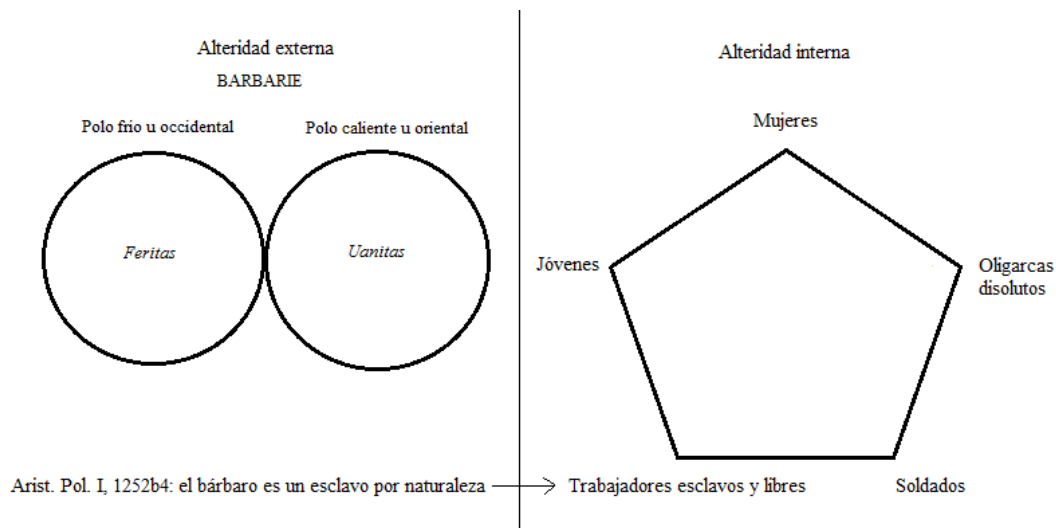 Alteridad externa
BARBARIE
Polo frio u occidental
Polo caliente u oriental
Feritas
Uanitas
Arist. Pol. I, 1252b4: el bárbaro es un esclavo por naturaleza
Alteridad interna
Mujeres
Jóvenes
Oligarcas
disolutos
Trabajadores esclavos y libres
Soldados